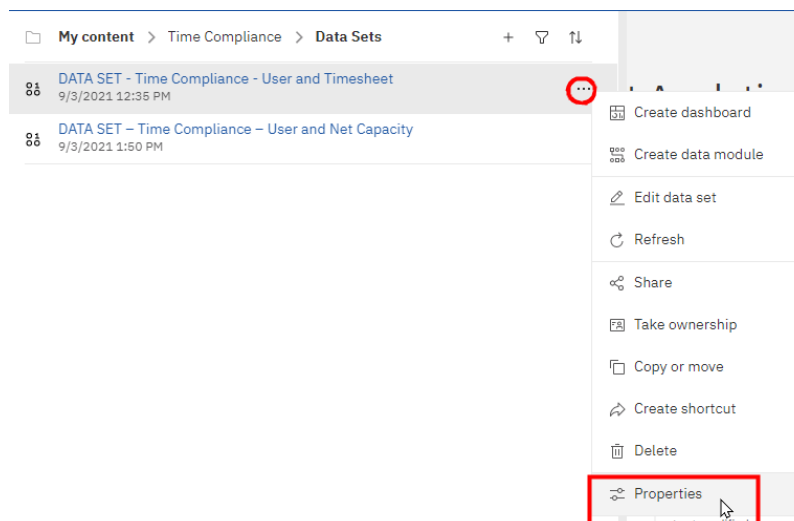 My content > Time Compliance > Data Sets
DATA SET - Time Compliance - User and Timesheet
9/3/2021 12:35 PM
DATA SET – Time Compliance – User and Net Capacity
9/3/2021 1:50 PM
Create dashboard
Create data module
Edit data set
Refresh
Share
Take ownership
Copy or move
Create shortcut
Delete
Properties